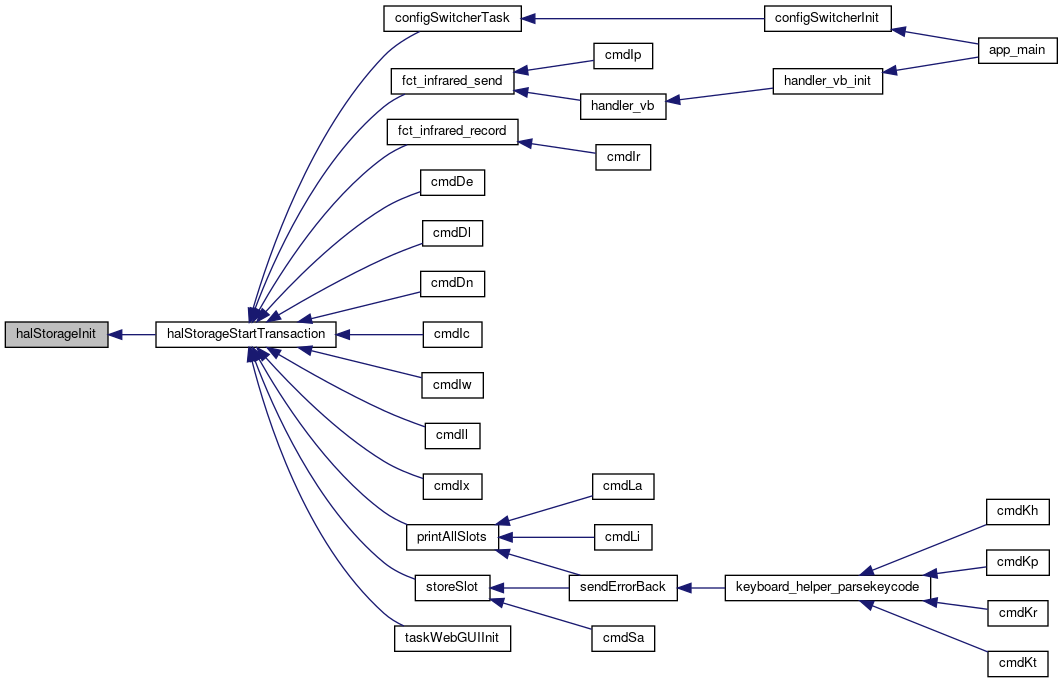 configSwitcherTask
configSwitcherInit
app_main
cmdIp
fct_infrared_send
handler_vb_init
handler_vb
fct_infrared_record
cmdIr
cmdDe
cmdDl
cmdDn
halStorageInit
halStorageStartTransaction
cmdIc
cmdIw
cmdIl
cmdIx
cmdLa
printAllSlots
cmdLi
cmdKh
cmdKp
storeSlot
sendErrorBack
keyboard_helper_parsekeycode
cmdKr
taskWebGUIInit
cmdSa
cmdKt